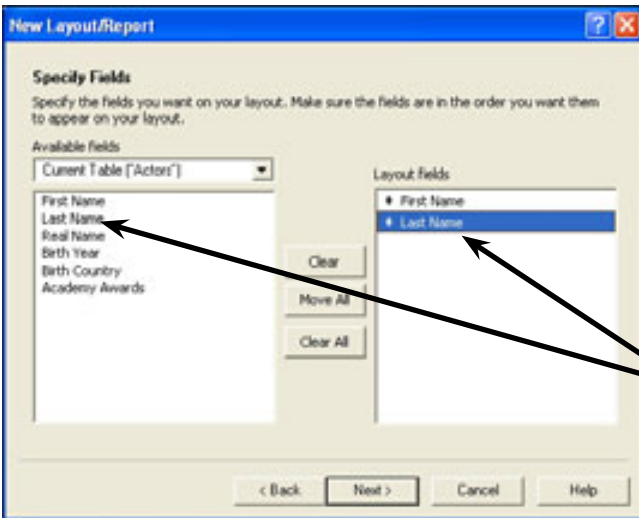 New Layout/Report
Specify Fields
Specify the fields you want on your layout. Make sure the fields are in the order you want them
to appear on your layout.
Available fields
Current Table ("Actors")
Layout fields
First Name
Last Name
Real Name
Birth Year
Birth Country
Academy Awards
Clear
Move All
Clear All
First Name
Last Name
< Back
Next >
Cancel
Help